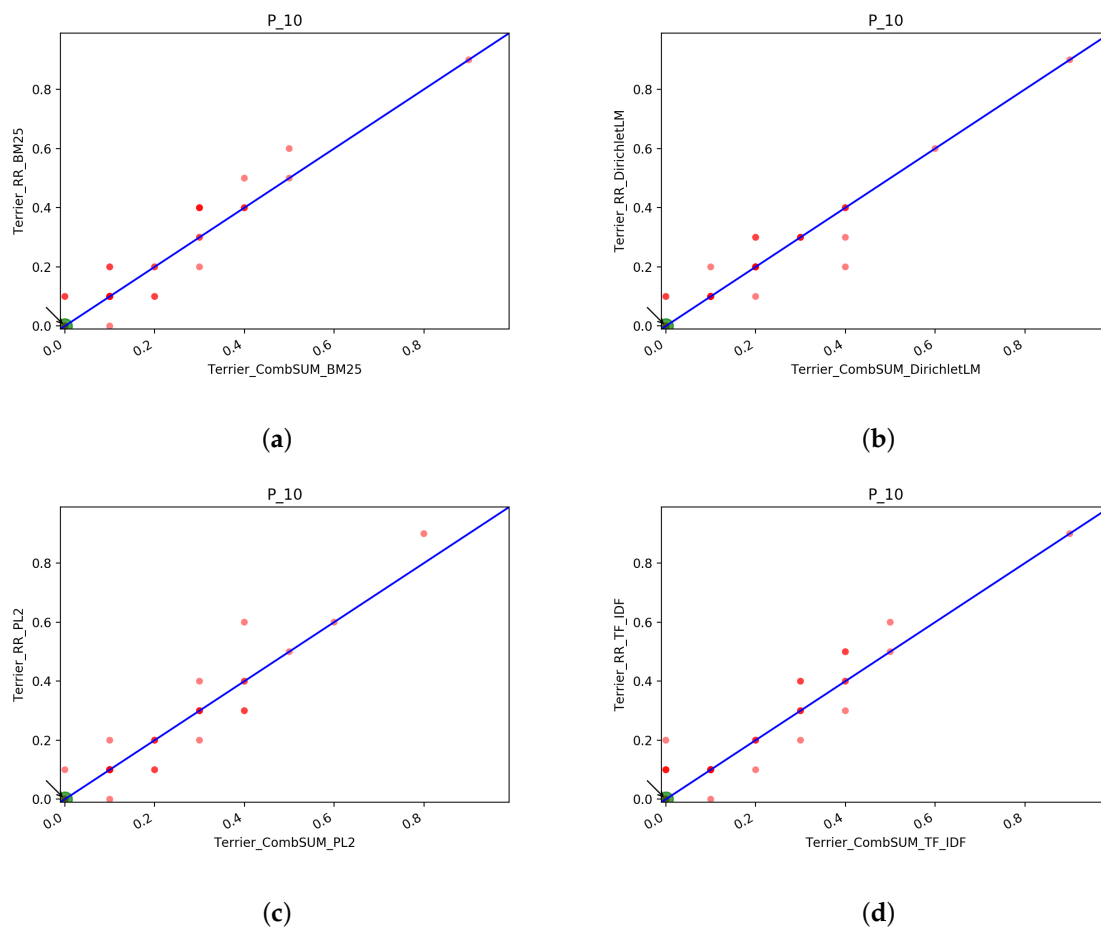 P_10
Terrier_RR_BM25
0.8
0.6
0.4
0.2
0.0
0.0 0.2 0.4 0.6 0.8
Terrier_CombSUM_BM25
(a)
P_10
Terrier_RR_DirichletLM
0.8
0.6
0.4
0.2
0.0
0.0 0.2 0.4 0.6 0.8
Terrier_CombSUM_DirichletLM
(b)
P_10
Terrier_RR_PL2
0.8
0.6
0.4
0.2
0.0
0.0 0.2 0.4 0.6 0.8
Terrier_CombSUM_PL2
(c)
P_10
Terrier_RR_TF_IDF
0.8
0.6
0.4
0.2
0.0
0.0 0.2 0.4 0.6 0.8
Terrier_CombSUM_TF_IDF
(d)